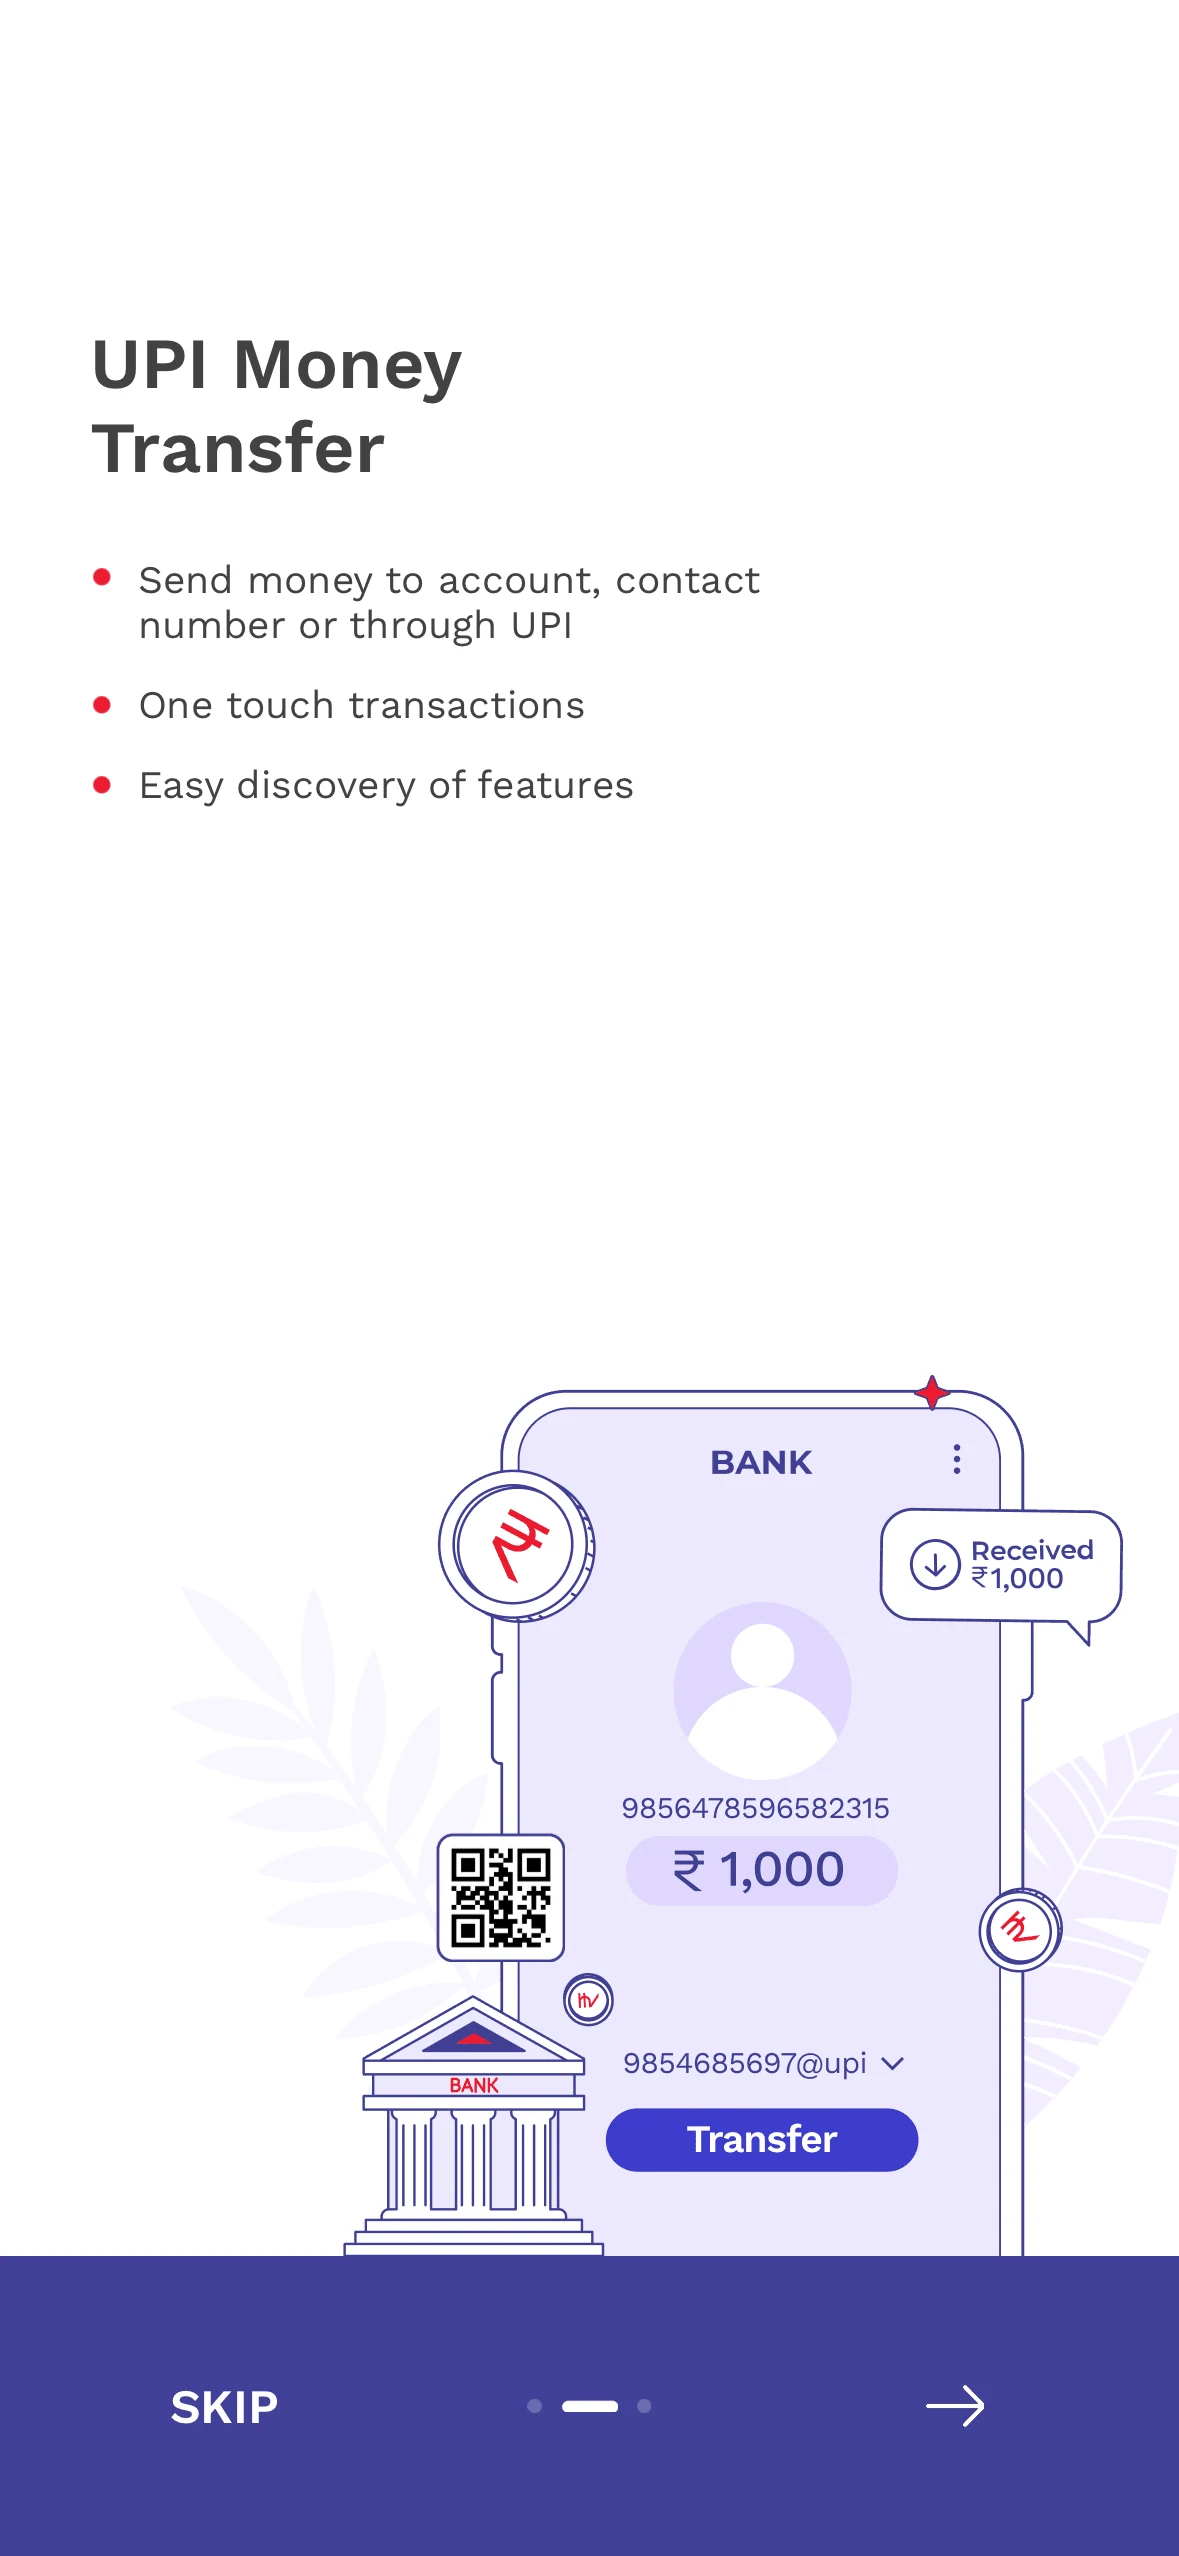 UPI Money
Transfer
Send money to account, contact
number or through UPI
One touch transactions
Easy discovery of features
BANK
Received
₹1,000
9856478596582315
₹ 1,000
9854685697@upi
Transfer
BANK
SKIP